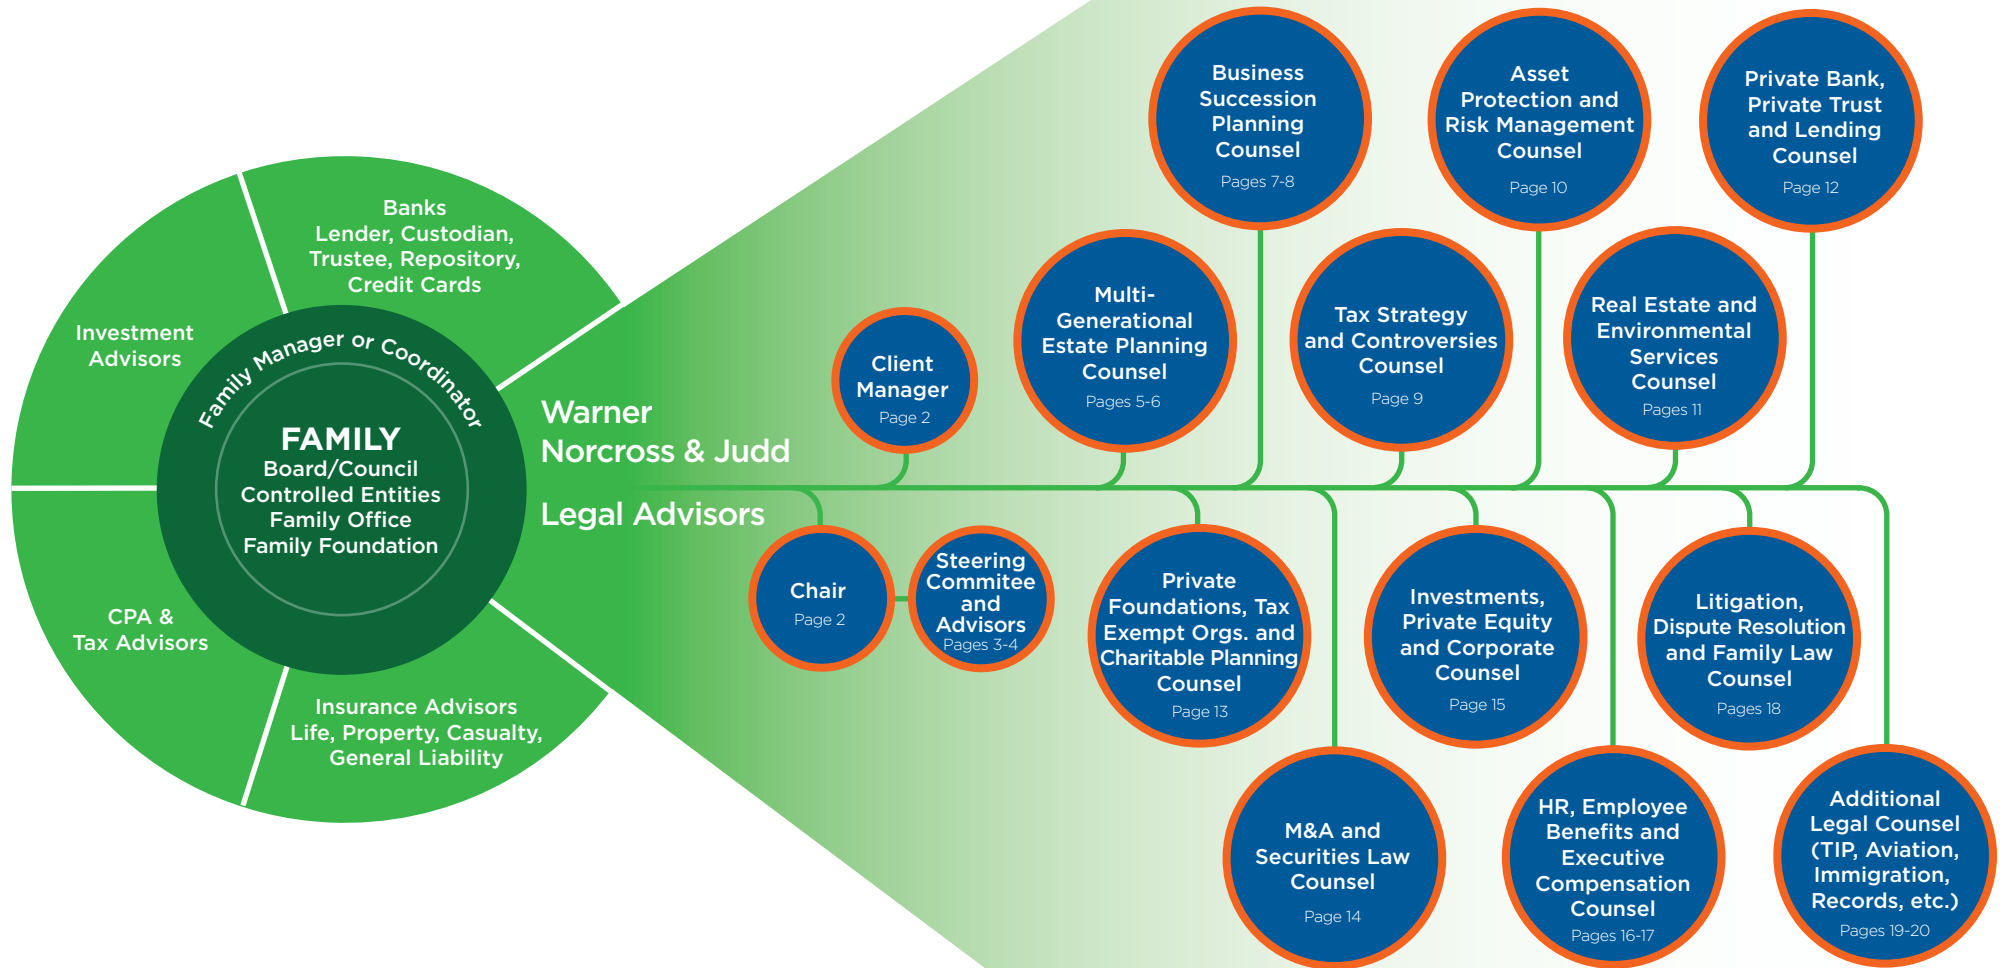 Banks
Lender, Custodian,
Trustee, Repository,
Credit Cards
Investment
Advisors
Family Manager or Coordinator
FAMILY
Board/Council
Controlled Entities
Family Office
Family Foundation
CPA &
Tax Advisors
Insurance Advisors
Life, Property, Casualty,
General Liability
Warner
Norcross & Judd
Legal Advisors
Client
Manager
Page 2
Multi-
Generational
Estate Planning
Counsel
Pages 5-6
Business
Succession
Planning
Counsel
Pages 7-8
Tax Strategy
and Controversies
Counsel
Page 9
Asset
Protection and
Risk Management
Counsel
Page 10
Real Estate and
Environmental
Services
Counsel
Pages 11
Private Bank,
Private Trust
and Lending
Counsel
Page 12
Chair
Page 2
Steering
Commitee
and
Advisors
Pages 3-4
Private
Foundations, Tax
Exempt Orgs. and
Charitable Planning
Counsel
Page 13
M&A and
Securities Law
Counsel
Page 14
Investments,
Private Equity
and Corporate
Counsel
Page 15
HR, Employee
Benefits and
Executive
Compensation
Counsel
Pages 16-17
Litigation,
Dispute Resolution
and Family Law
Counsel
Pages 18
Additional
Legal Counsel
(TIP, Aviation,
Immigration,
Records, etc.)
Pages 19-20